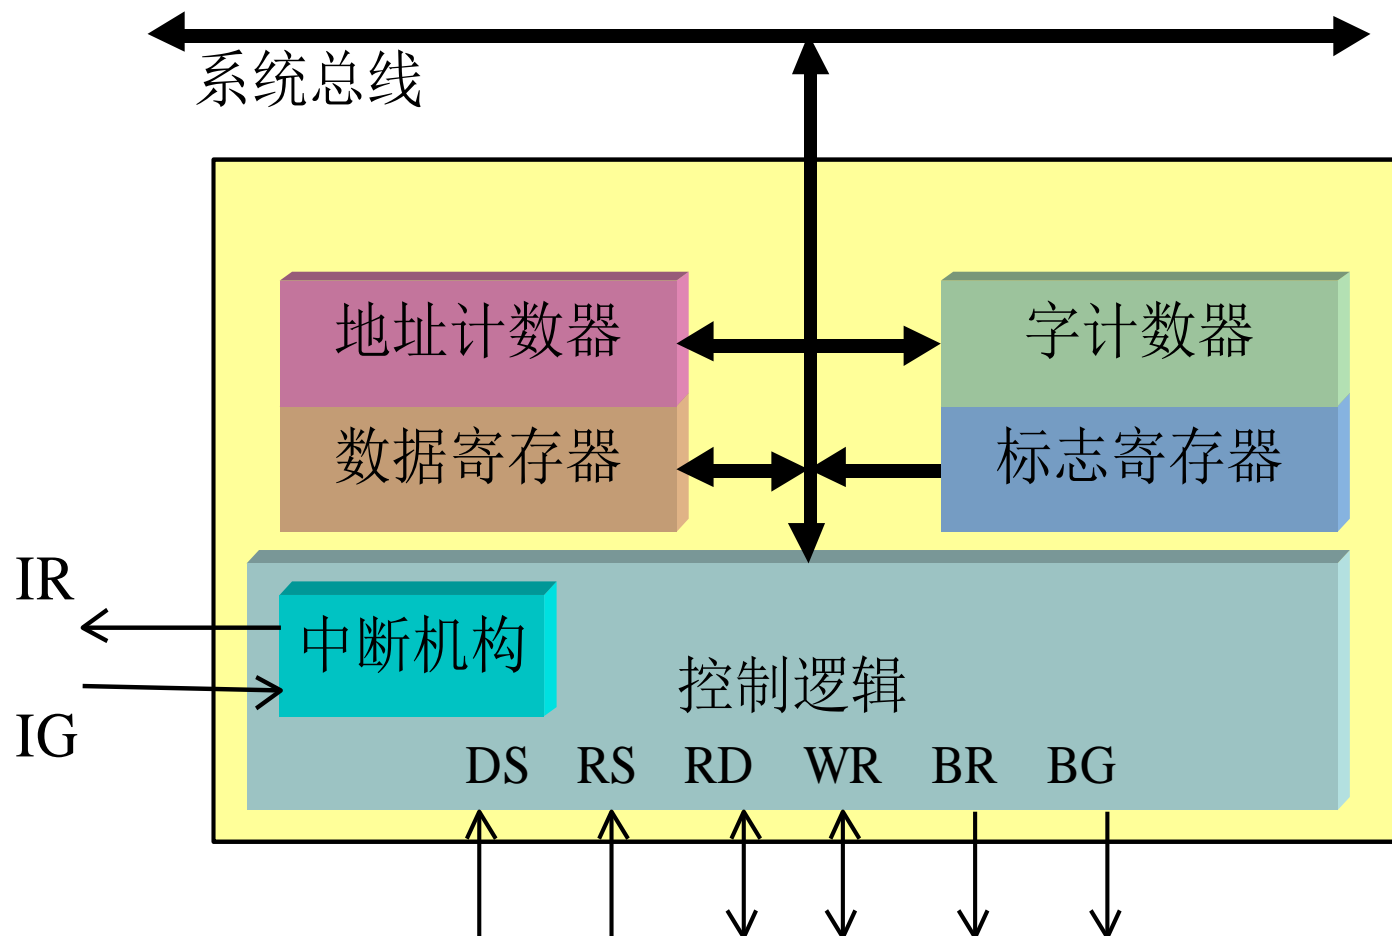 系统总线
地址计数器
字计数器
数据寄存器
标志寄存器
IR
中断机构
控制逻辑
IG
DS RS RD WR BR BG